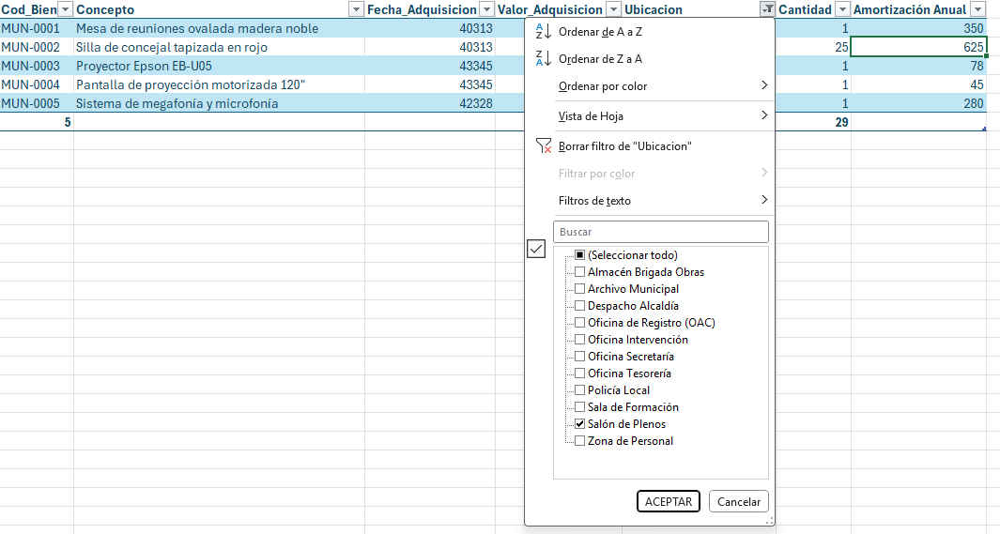 Cod_Bien Concepto Fecha_Adquisicion Valor_Adquisicion Ubicacion Cantidad Amortización Anual
MUN-0001 Mesa de reuniones ovalada madera noble 40313 1 350
MUN-0002 Silla de concejal tapizada en rojo 40313 25 625
MUN-0003 Proyector Epson EB-U05 43345 1 78
MUN-0004 Pantalla de proyección motorizada 120" 43345 1 45
MUN-0005 Sistema de megafonía y microfonía 42328 1 280
5 29
Ordenar de A a Z
Ordenar de Z a A
Ordenar por color
Vista de Hoja
Borrar filtro de "Ubicacion"
Filtrar por color
Filtros de texto
Buscar
(Seleccionar todo)
Almacén Brigada Obras
Archivo Municipal
Despacho Alcaldía
Oficina de Registro (OAC)
Oficina Intervención
Oficina Secretaría
Oficina Tesorería
Policía Local
Sala de Formación
Salón de Plenos
Zona de Personal
ACEPTAR Cancelar